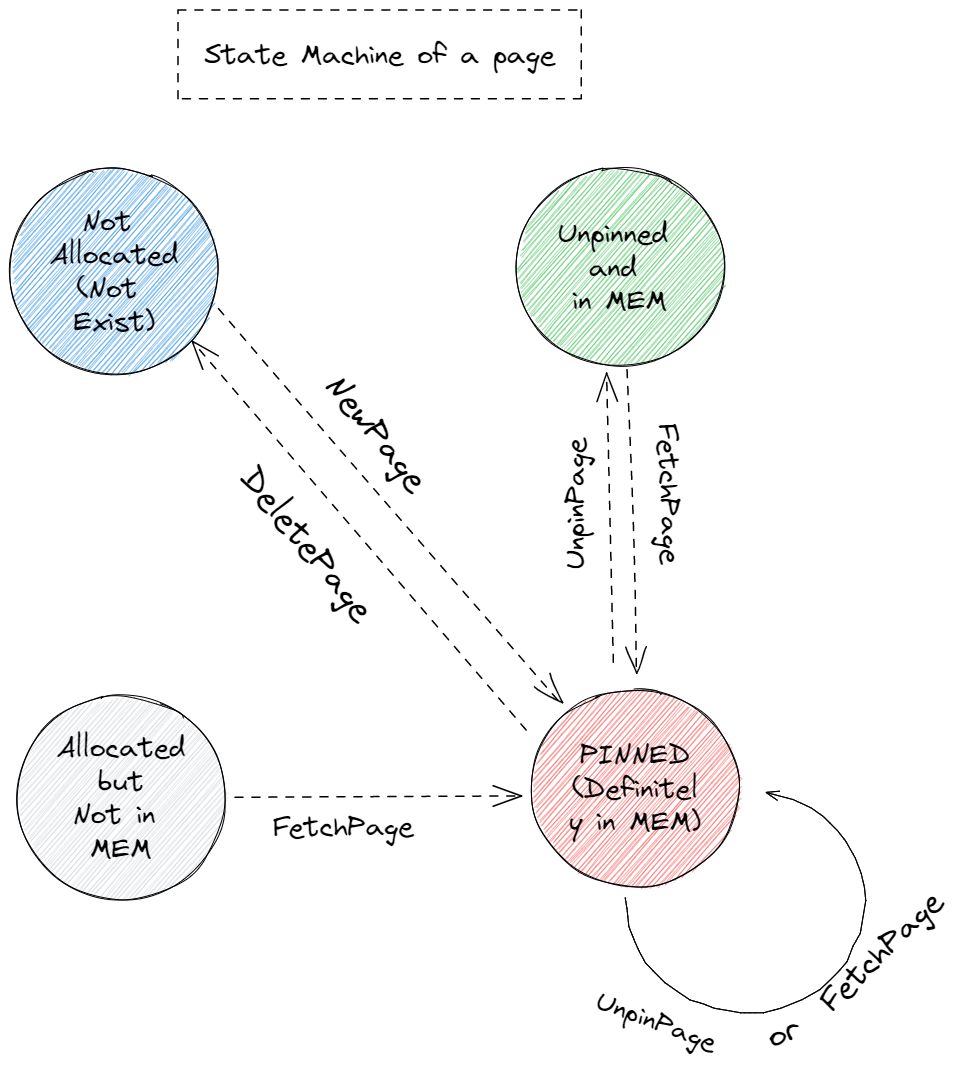 State Machine of a page
Not
Allocated
(Not
Exist)
Unpinned
and
in MEM
NewPage
DeletePage
UnpinPage
FetchPage
Allocated
but
Not in
MEM
FetchPage
PINNED
(Definitel
y in MEM)
UnpinPage or FetchPage